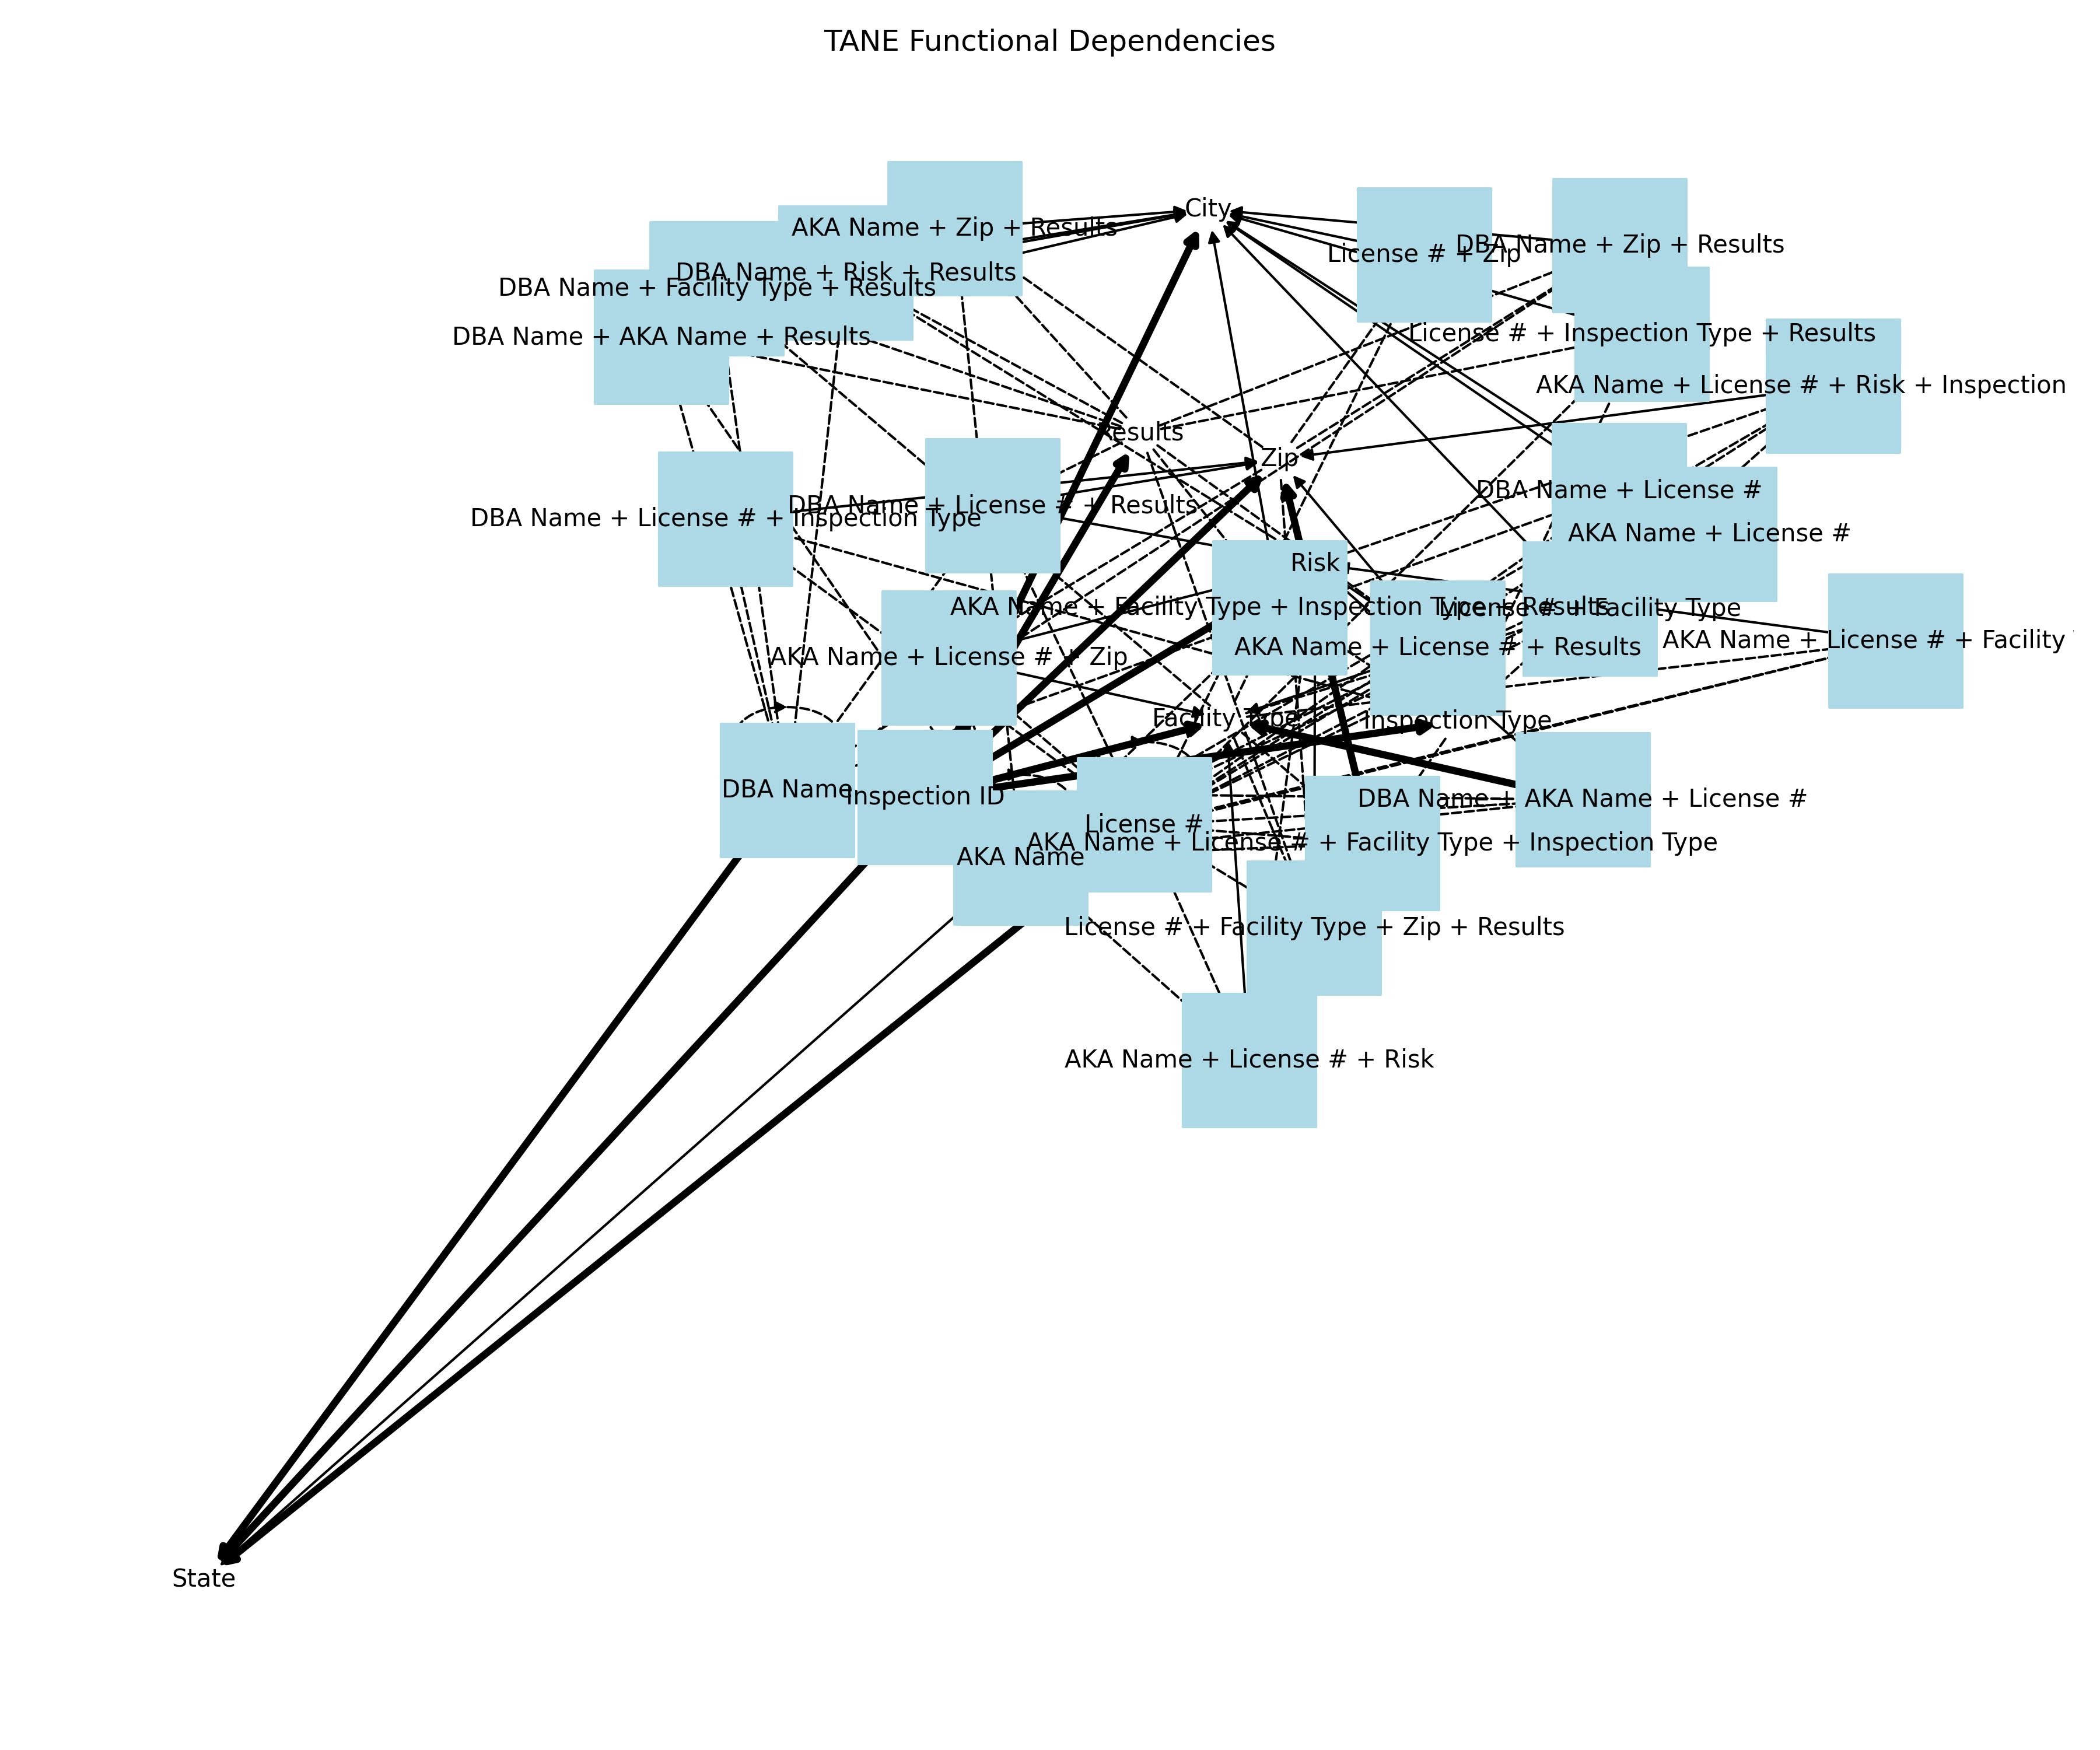 TANE Functional Dependencies
City
AKA Name + Zip + Results
DBA Name + Zip + Results
License # + Zip
DBA Name + Risk + Results
DBA Name + Facility Type + Results
License # + Inspection Type + Results
DBA Name + AKA Name + Results
AKA Name + License # + Risk + Inspection
Results
Zip
DBA Name + License #
DBA Name + License # + Results
DBA Name + License # + Inspection Type
AKA Name + License #
Risk
AKA Name + Facility Type + Inspection Type + Results
License # + Facility Type
AKA Name + License # + Facility
AKA Name + License # + Results
AKA Name + License # + Zip
Facility Type
Inspection Type
DBA Name
Inspection ID
DBA Name + AKA Name + License #
License #
AKA Name + License # + Facility Type + Inspection Type
AKA Name
License # + Facility Type + Zip + Results
AKA Name + License # + Risk
State